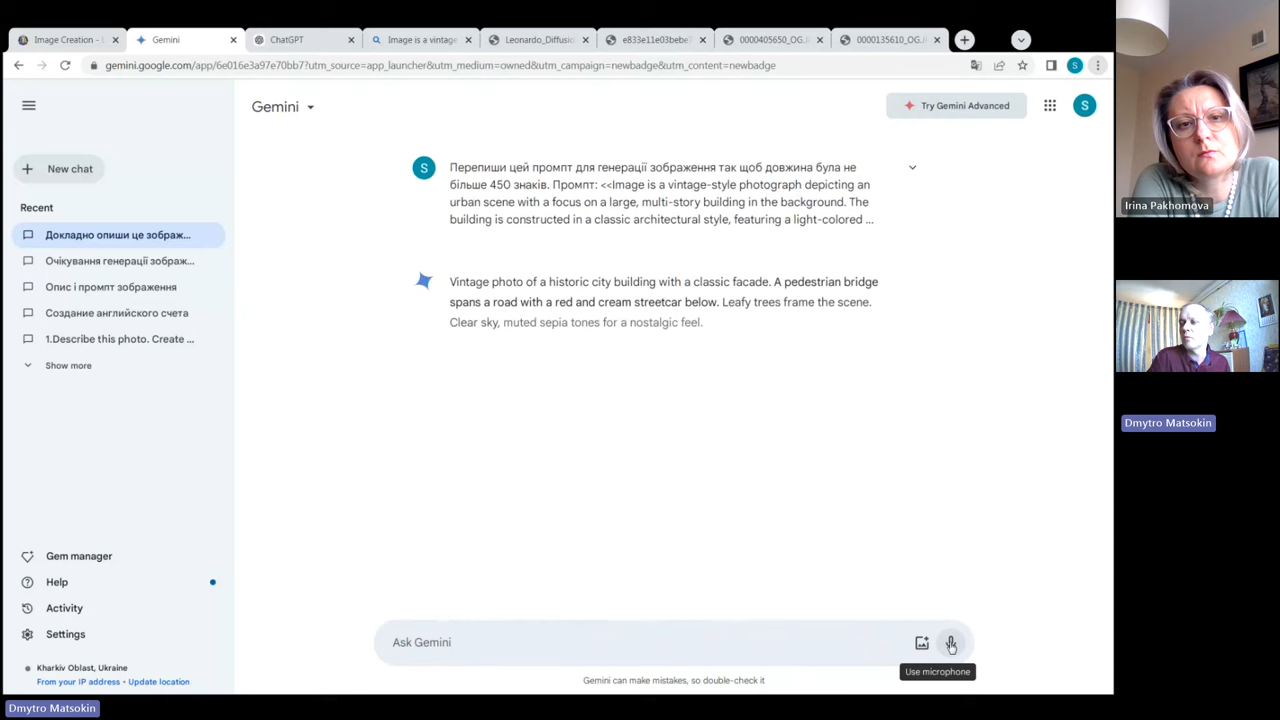 Image Creation - L
Gemini
ChatGPT
Image is a vintage
Leonardo_Diffusio
e833e11e03bebe
0000405650_OG.
0000135610_OG.
gemini.google.com/app/6e016e3a97e70bb7?utm_source=app_launcher&utm_medium=owned&utm_campaign=newbadge&utm_content=newbadge
S
Gemini
Try Gemini Advanced
S
New chat
Recent
Докладно опиши це зображ...
Очікування генерації зображ...
Опис і промпт зображення
Создание английского счета
1.Describe this photo. Create ...
Show more
S
Перепиши цей промпт для генерації зображення так щоб довжина була не
більше 450 знаків. Промпт: <<Image is a vintage-style photograph depicting an
urban scene with a focus on a large, multi-story building in the background. The
building is constructed in a classic architectural style, featuring a light-colored ...
Vintage photo of a historic city building with a classic facade. A pedestrian bridge
spans a road with a red and cream streetcar below. Leafy trees frame the scene.
Clear sky, muted sepia tones for a nostalgic feel.
Gem manager
Help
Activity
Settings
Kharkiv Oblast, Ukraine
From your IP address • Update location
Ask Gemini
Use microphone
Gemini can make mistakes, so double-check it
Irina Pakhomova
Dmytro Matsokin
Dmytro Matsokin